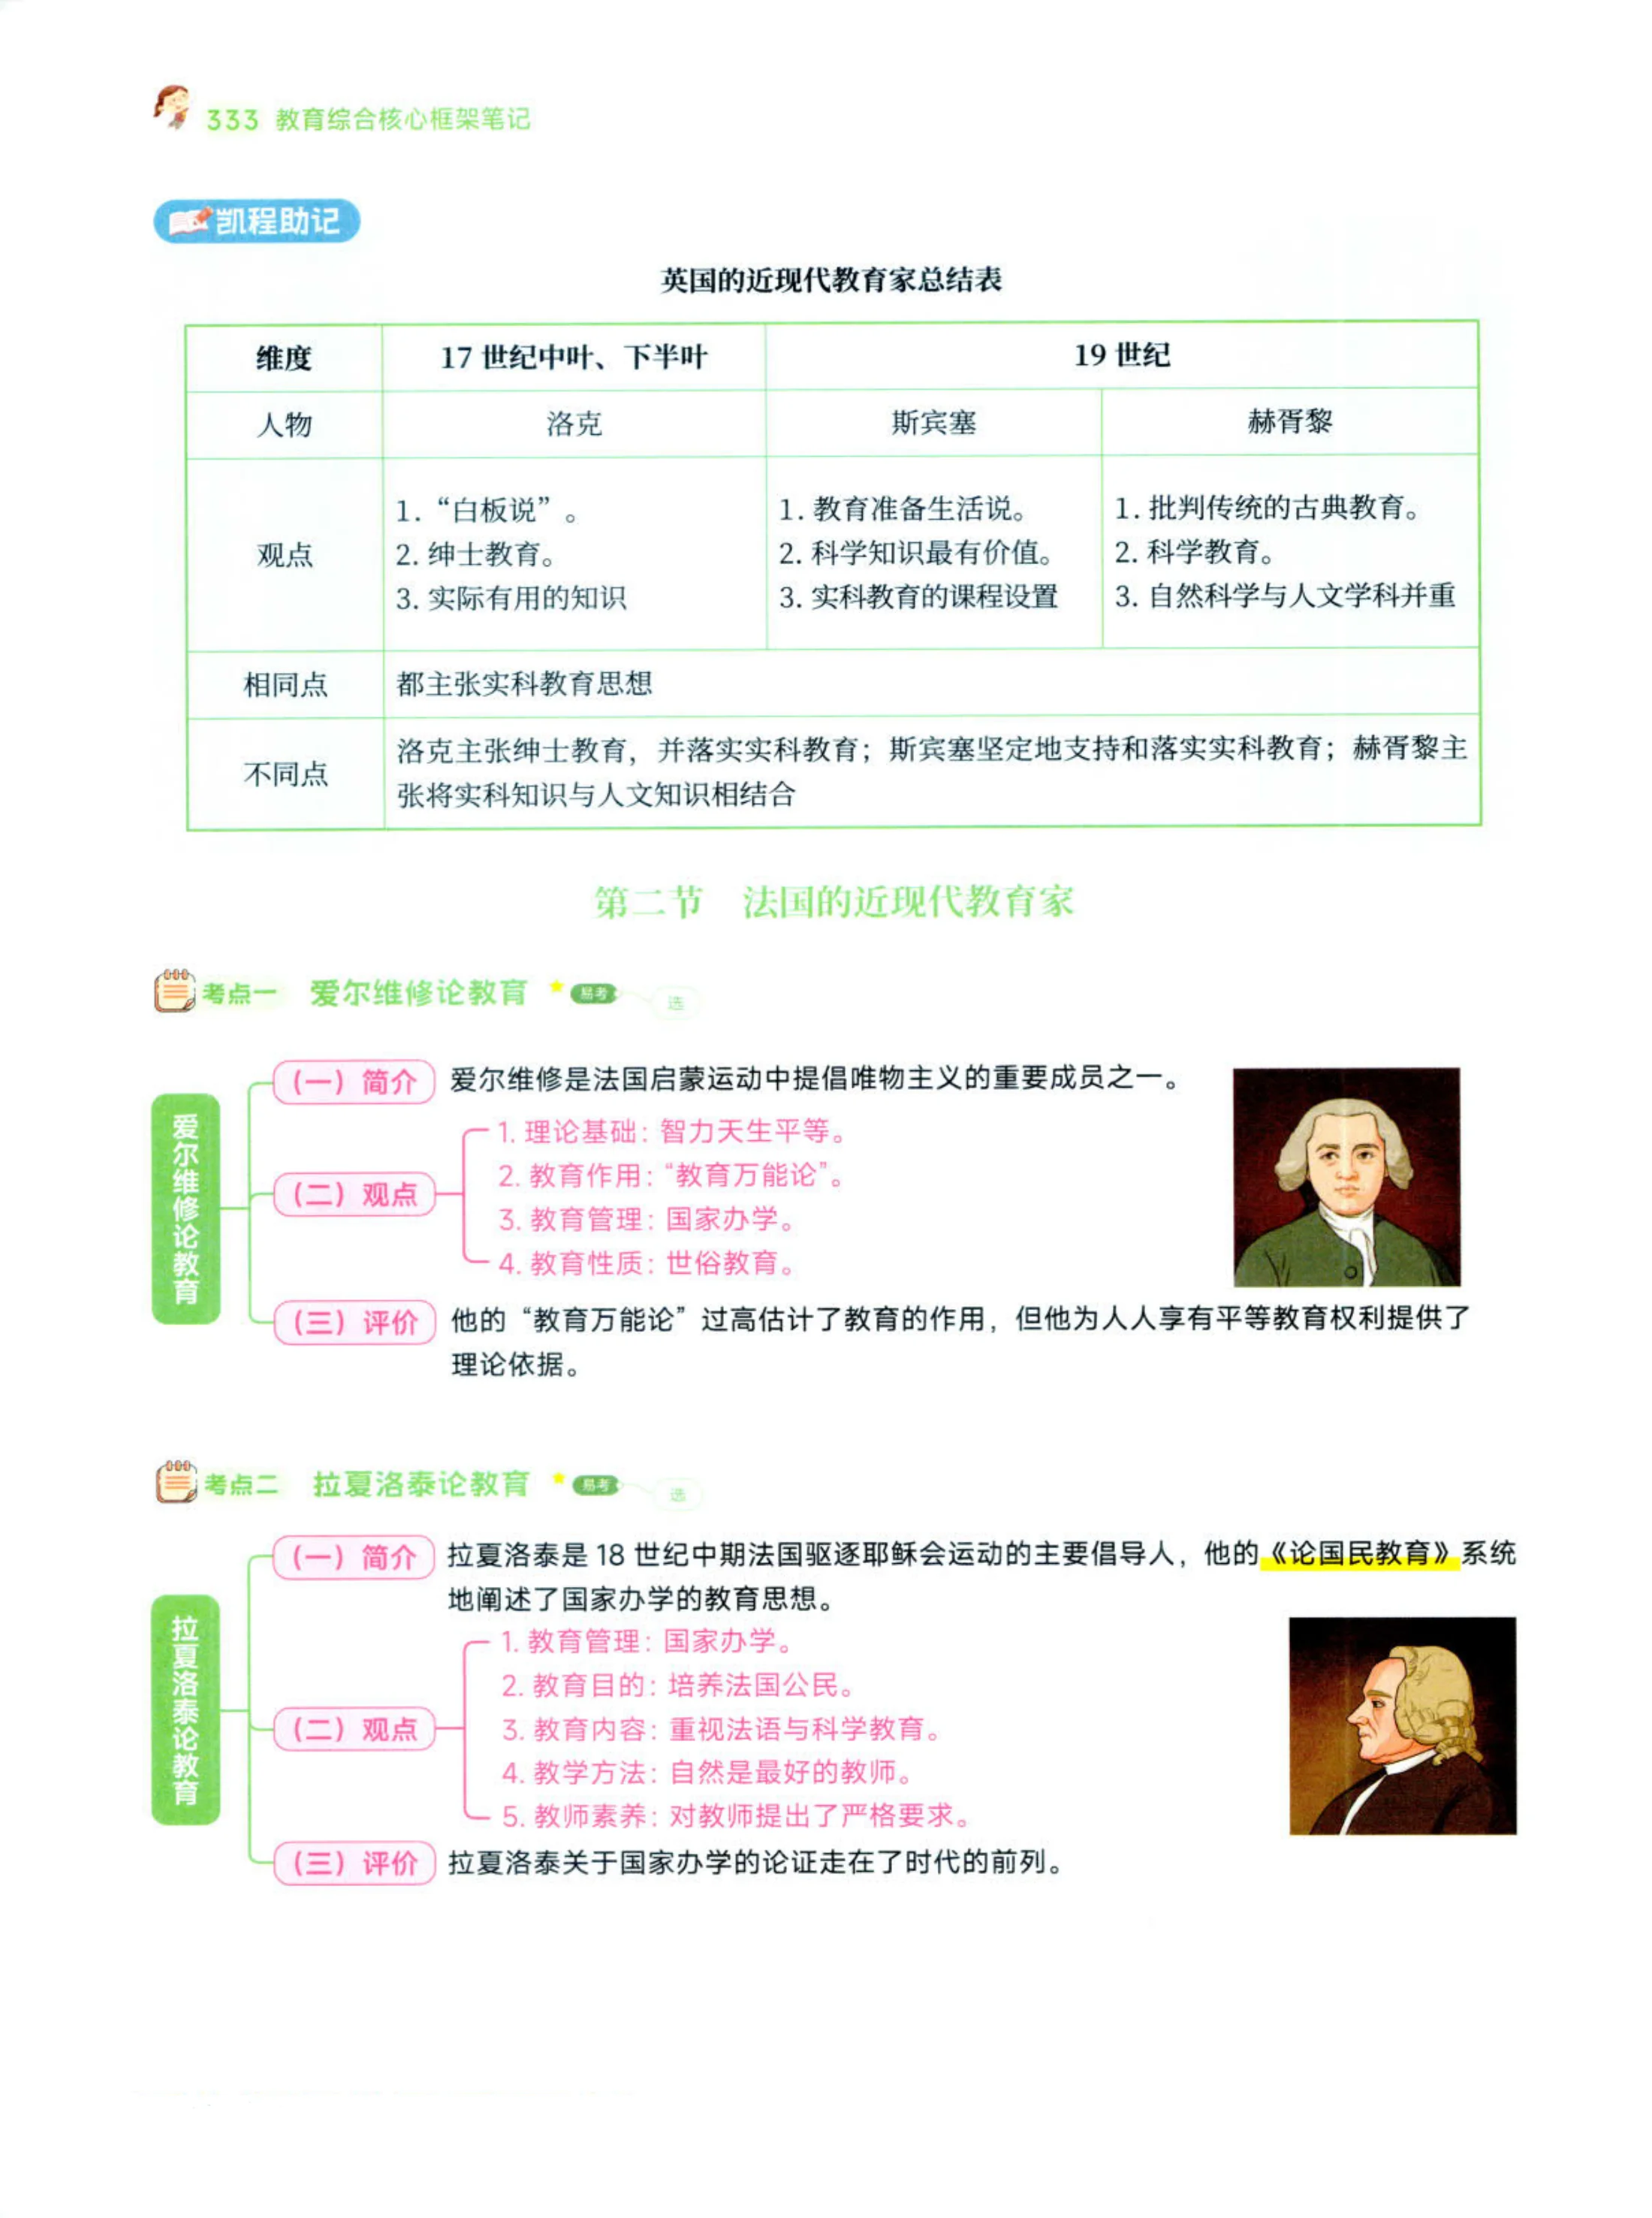 333 教育综合核心框架笔记
凯程助记
英国的近现代教育家总结表
维度 17 世纪中叶、下半叶 19 世纪
人物 洛克 斯宾塞 赫胥黎
观点
1. “白板说”。
2. 绅士教育。
3. 实际有用的知识
1. 教育准备生活说。
2. 科学知识最有价值。
3. 实科教育的课程设置
1. 批判传统的古典教育。
2. 科学教育。
3. 自然科学与人文学科并重
相同点 都主张实科教育思想
不同点
洛克主张绅士教育，并落实实科教育；斯宾塞坚定地支持和落实实科教育；赫胥黎主
张将实科知识与人文知识相结合
第二节 法国的近现代教育家
考点一 爱尔维修论教育 易考 选
爱尔维修论教育
（一）简介 爱尔维修是法国启蒙运动中提倡唯物主义的重要成员之一。
（二）观点
1. 理论基础：智力天生平等。
2. 教育作用：“教育万能论”。
3. 教育管理：国家办学。
4. 教育性质：世俗教育。
（三）评价 他的“教育万能论”过高估计了教育的作用，但他为人人享有平等教育权利提供了
理论依据。
考点二 拉夏洛泰论教育 易考 选
拉夏洛泰论教育
（一）简介 拉夏洛泰是 18 世纪中期法国驱逐耶稣会运动的主要倡导人，他的《论国民教育》系统
地阐述了国家办学的教育思想。
（二）观点
1. 教育管理：国家办学。
2. 教育目的：培养法国公民。
3. 教育内容：重视法语与科学教育。
4. 教学方法：自然是最好的教师。
5. 教师素养：对教师提出了严格要求。
（三）评价 拉夏洛泰关于国家办学的论证走在了时代的前列。